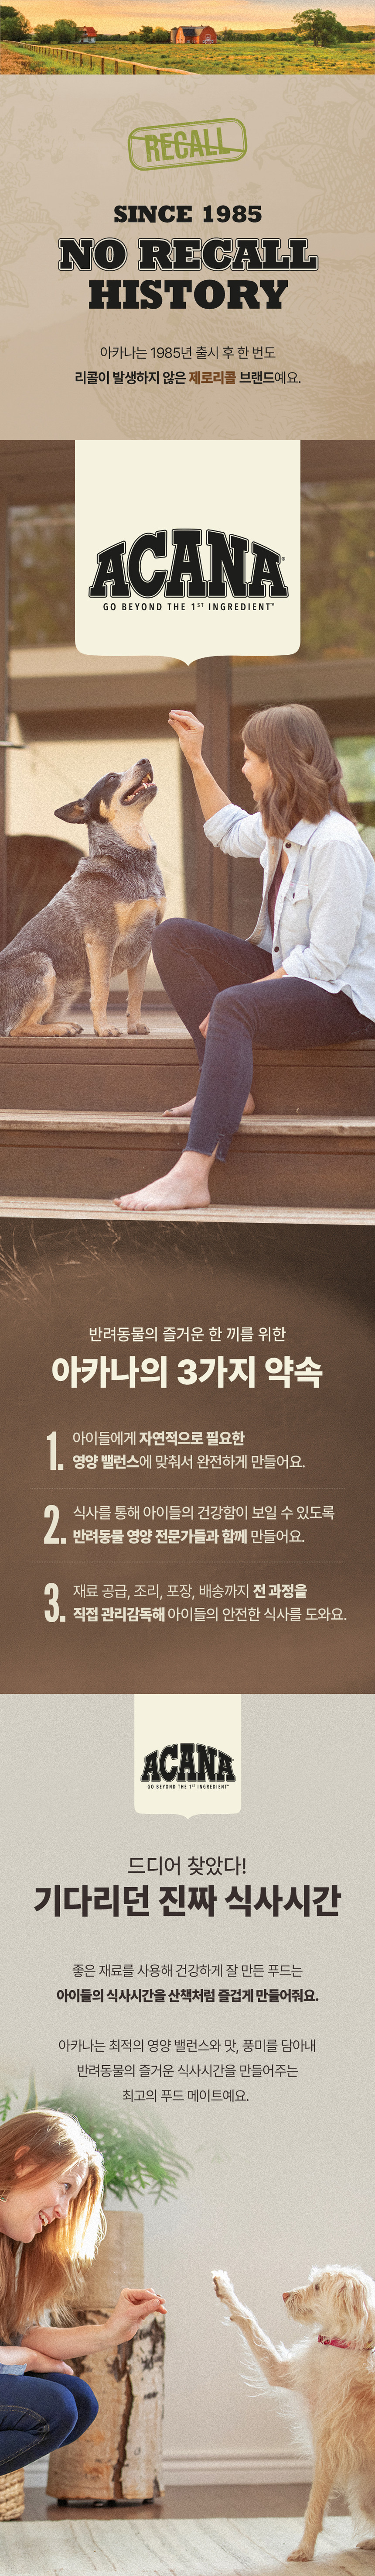 RECALL
SINCE 1985
NO RECALL
HISTORY
아카나는 1985년 출시 후 한 번도
리콜이 발생하지 않은 제로리콜 브랜드예요.
ACANA®
GO BEYOND THE 1ST INGREDIENT™
반려동물의 즐거운 한 끼를 위한
아카나의 3가지 약속
1. 아이들에게 자연적으로 필요한
영양 밸런스에 맞춰서 완전하게 만들어요.
2. 식사를 통해 아이들의 건강함이 보일 수 있도록
반려동물 영양 전문가들과 함께 만들어요.
3. 재료 공급, 조리, 포장, 배송까지 전 과정을
직접 관리감독해 아이들의 안전한 식사를 도와요.
ACANA
GO BEYOND THE 1ST INGREDIENT™
드디어 찾았다!
기다리던 진짜 식사시간
좋은 재료를 사용해 건강하게 잘 만든 푸드는
아이들의 식사시간을 산책처럼 즐겁게 만들어줘요.
아카나는 최적의 영양 밸런스와 맛, 풍미를 담아내
반려동물의 즐거운 식사시간을 만들어주는
최고의 푸드 메이트예요.